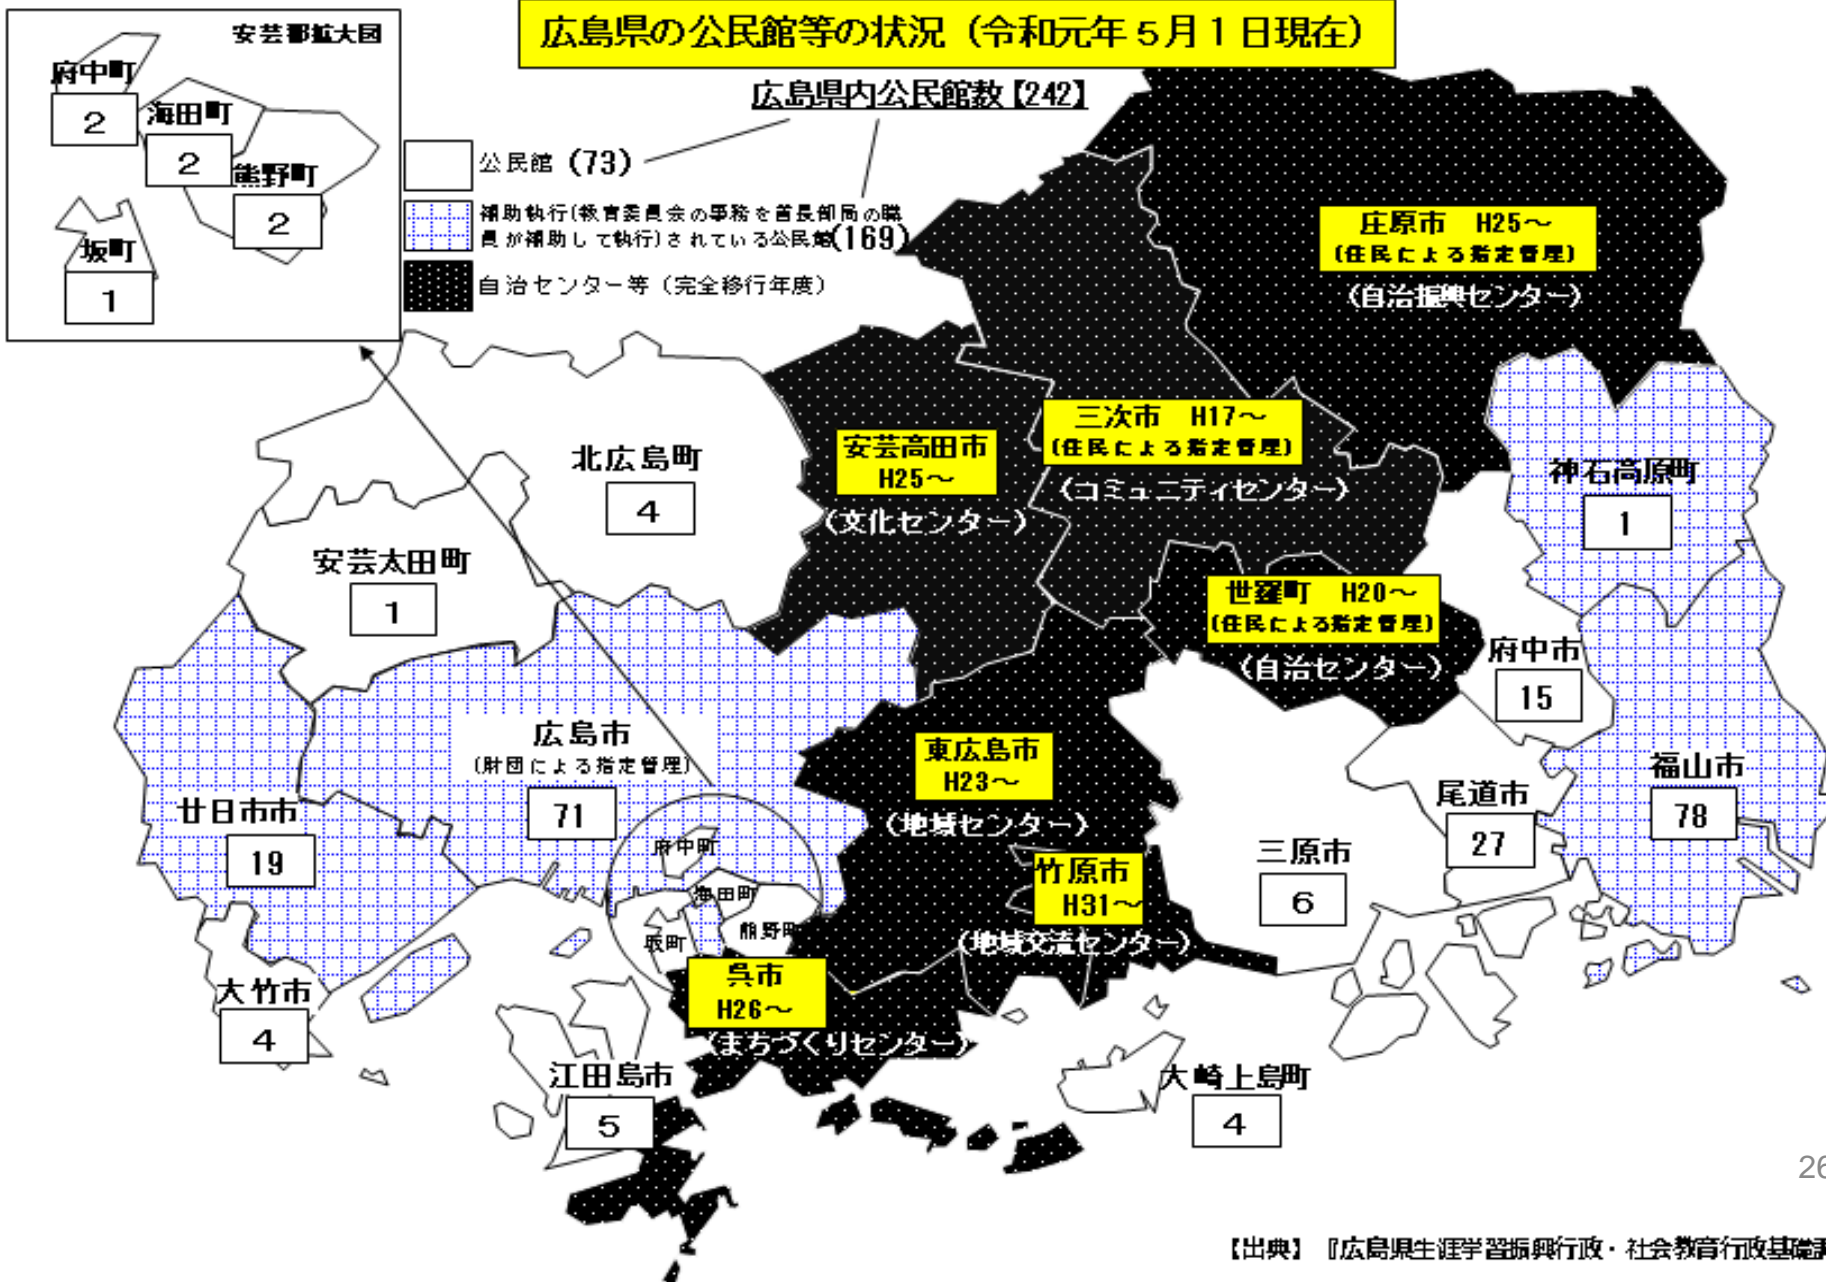 広島県の公民館等の状況（令和元年５月１日現在）
安芸郡拡大図
府中町
2
海田町
2
熊野町
2
坂町
1
広島県内公民館数【242】
公民館（73）
補助執行（教育委員会の事務を首長部局の職
員が補助して執行）されている公民館（169）
自治センター等（完全移行年度）
庄原市　H25～
（住民による指定管理）
（自治振興センター）
三次市　H17～
（住民による指定管理）
（コミュニティセンター）
安芸高田市
H25～
（文化センター）
北広島町
4
神石高原町
1
安芸太田町
1
世羅町　H20～
（住民による指定管理）
（自治センター）
府中市
15
広島市
（財団による指定管理）
71
東広島市
H23～
（地域センター）
福山市
78
尾道市
27
廿日市市
19
三原市
6
竹原市
H31～
（地域交流センター）
府中町
海田町
熊野町
坂町
呉市
H26～
（まちづくりセンター）
大竹市
4
江田島市
5
大崎上島町
4
26
【出典】『広島県生涯学習振興行政・社会教育行政基礎調